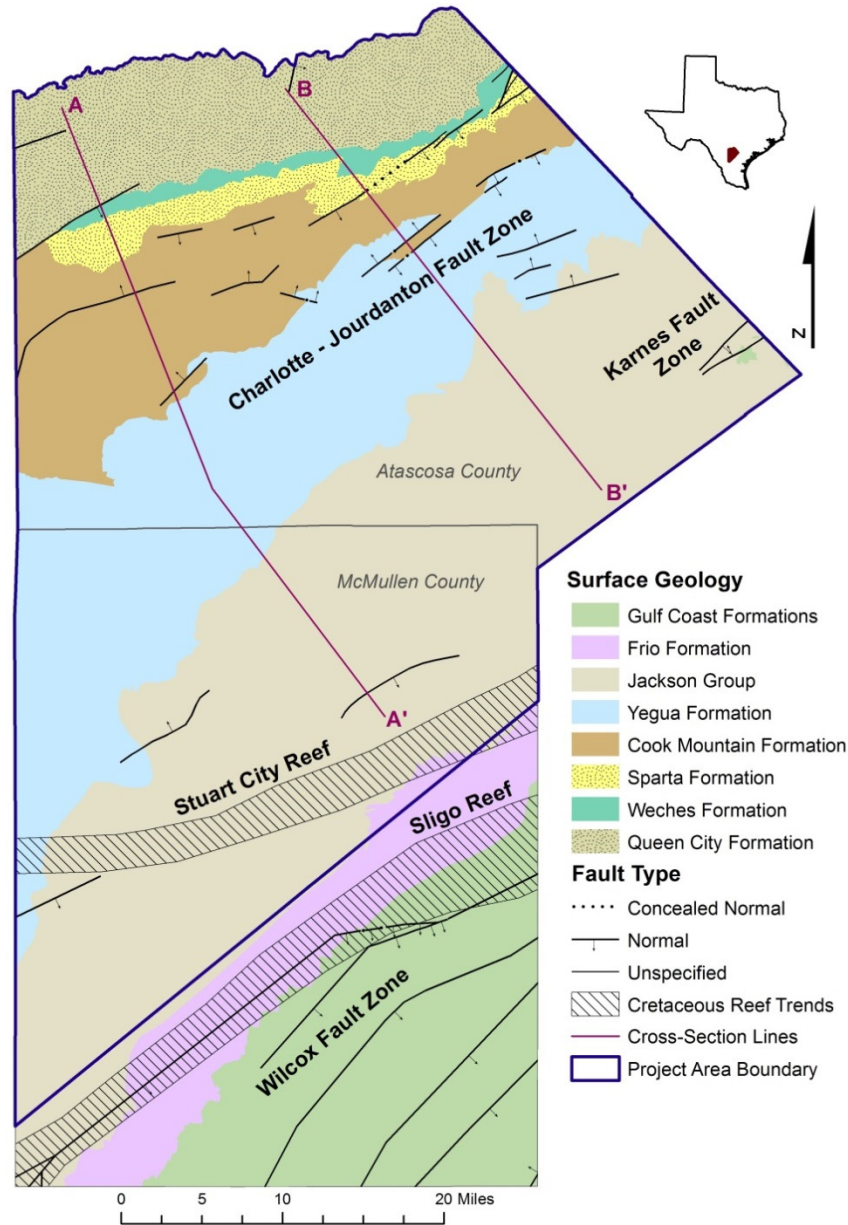 A
B
Charlotte - Jourdanton Fault Zone
Karnes Fault
Zone
N
Atascosa County
B'
McMullen County
A'
Stuart City Reef
Sligo Reef
Wilcox Fault Zone
Surface Geology
Gulf Coast Formations
Frio Formation
Jackson Group
Yegua Formation
Cook Mountain Formation
Sparta Formation
Weches Formation
Queen City Formation
Fault Type
Concealed Normal
Normal
Unspecified
Cretaceous Reef Trends
Cross-Section Lines
Project Area Boundary
0 5 10 20 Miles